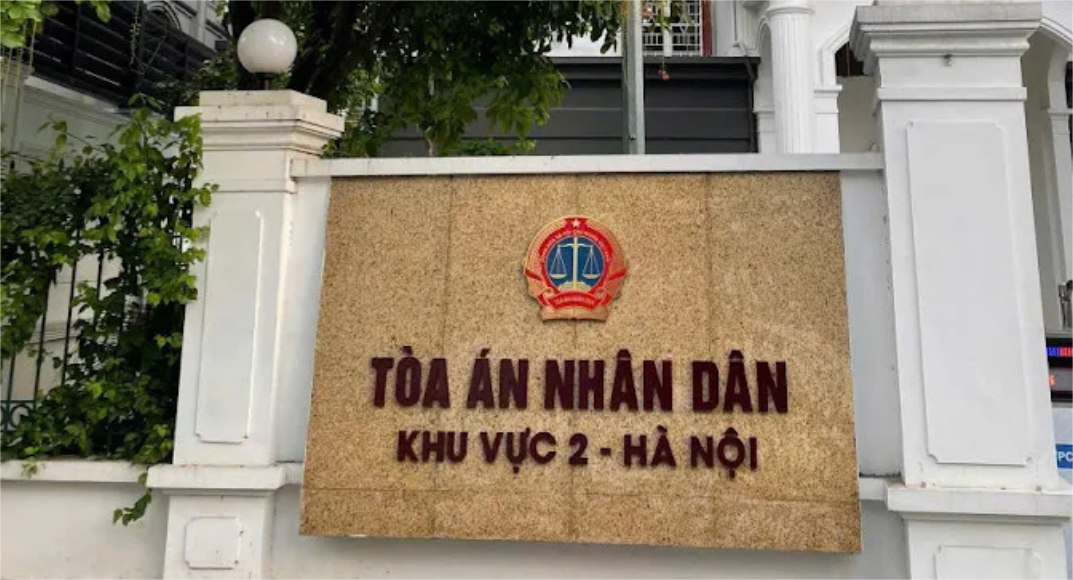 TÒA ÁN NHÂN DÂN
KHU VỰC 2 - HÀ NỘI